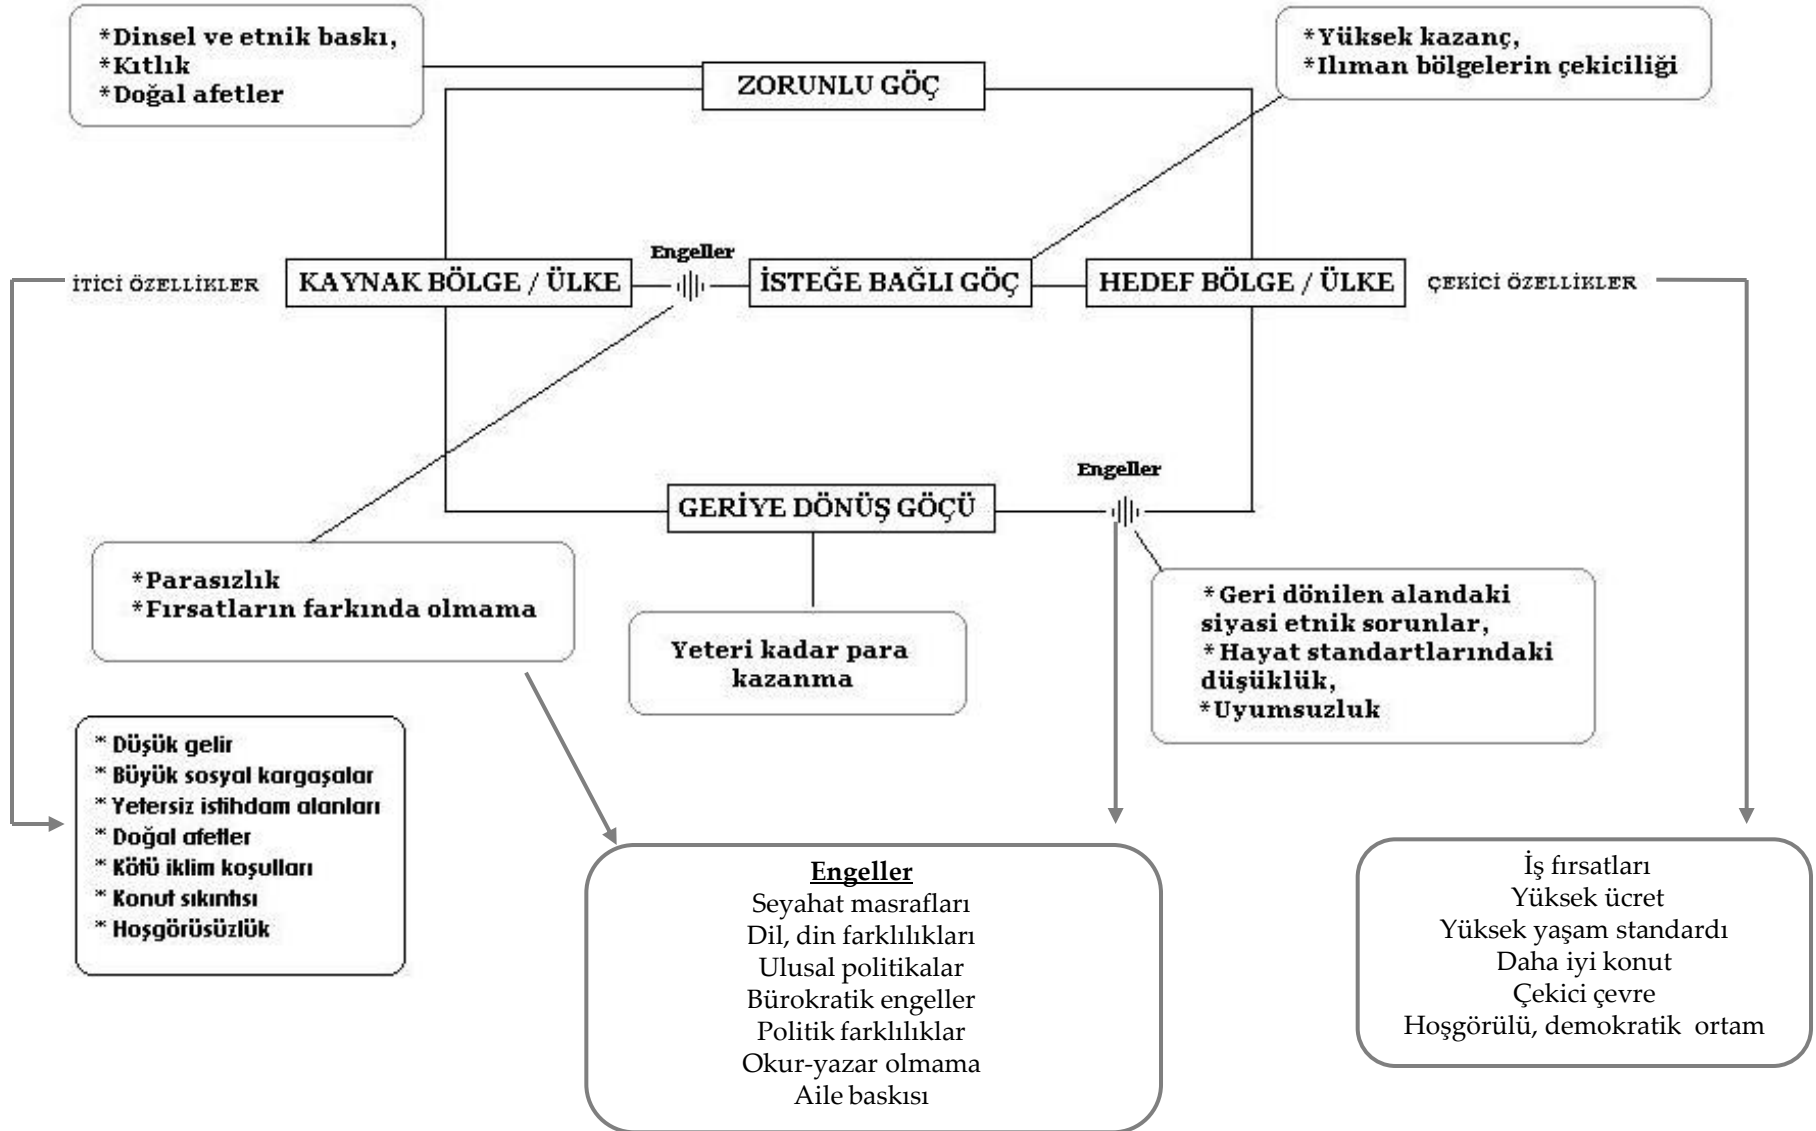 *Dinsel ve etnik baskı,
*Kıtlık
*Doğal afetler
ZORUNLU GÖÇ
*Yüksek kazanç,
*Ilıman bölgelerin çekiciliği
İTİCİ ÖZELLİKLER
KAYNAK BÖLGE / ÜLKE
Engeller
İSTEĞE BAĞLI GÖÇ
HEDEF BÖLGE / ÜLKE
ÇEKİCİ ÖZELLİKLER
Engeller
GERİYE DÖNÜŞ GÖÇÜ
*Parasızlık
*Fırsatların farkında olmama
Yeteri kadar para
kazanma
*Geri dönilen alandaki
siyasi etnik sorunlar,
*Hayat standartlarındaki
düşüklük,
*Uyumsuzluk
* Düşük gelir
* Büyük sosyal kargaşalar
* Yetersiz istihdam alanları
* Doğal afetler
* Kötü iklim koşulları
* Konut sıkıntısı
* Hoşgörüsüzlük
Engeller
Seyahat masrafları
Dil, din farklılıkları
Ulusal politikalar
Bürokratik engeller
Politik farklılıklar
Okur-yazar olmama
Aile baskısı
İş fırsatları
Yüksek ücret
Yüksek yaşam standardı
Daha iyi konut
Çekici çevre
Hoşgörülü, demokratik ortam